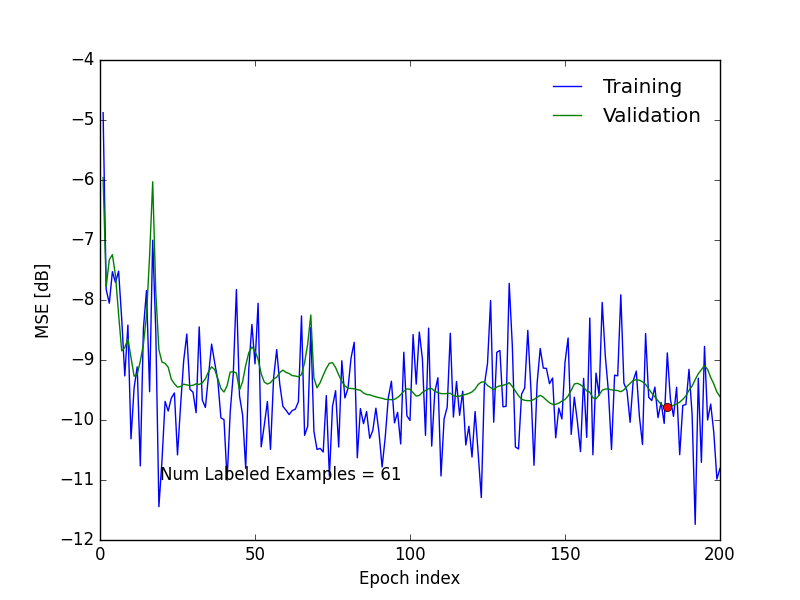 −4
−5
−6
−7
−8
−9
−10
−11
−12
MSE [dB]
Training
Validation
Num Labeled Examples = 61
0 50 100 150 200
Epoch index